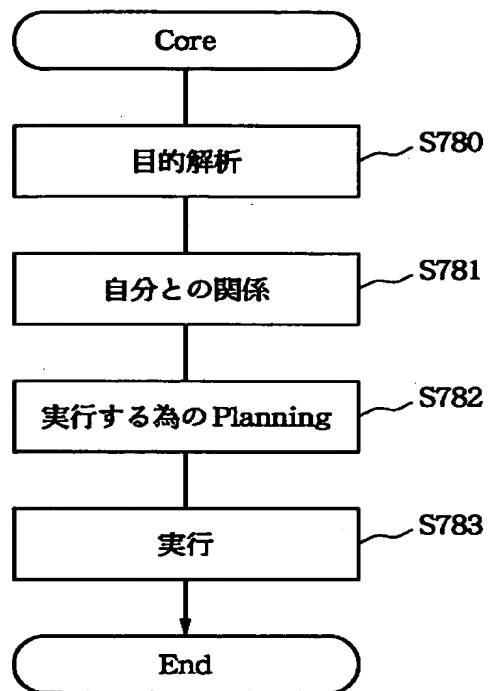 Core
目的解析
S780
自分との関係
S781
実行する為のPlanning
S782
実行
S783
End